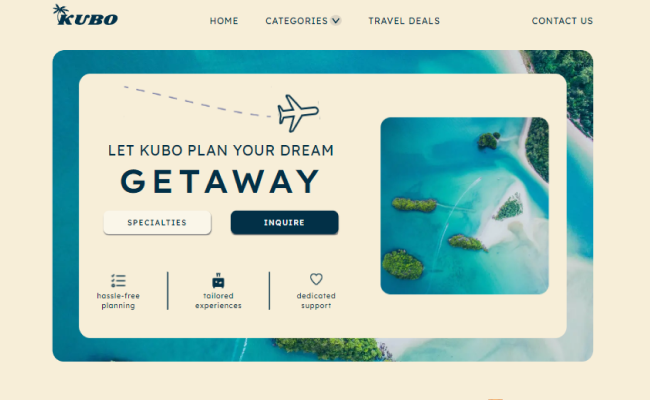 KUBO
HOME CATEGORIES TRAVEL DEALS CONTACT US
LET KUBO PLAN YOUR DREAM
GETAWAY
SPECIALTIES INQUIRE
hassle-free
planning
tailored
experiences
dedicated
support